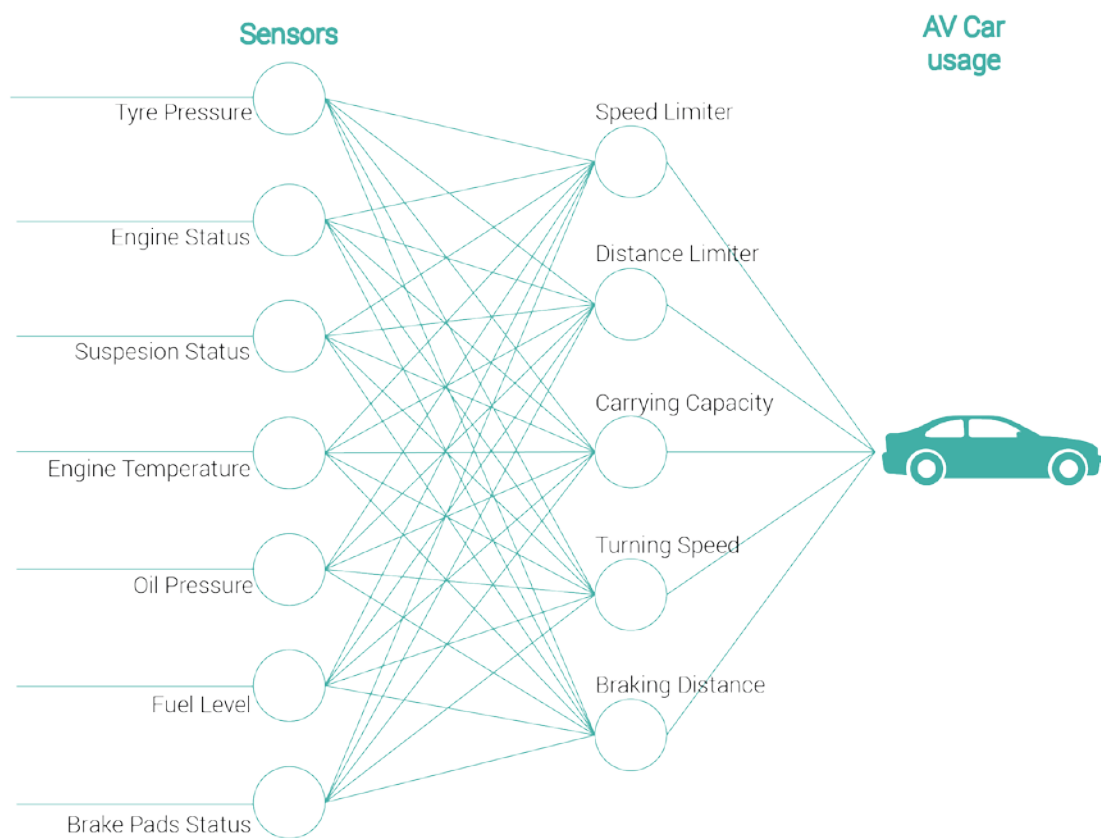 Sensors
AV Car
usage
Tyre Pressure
Engine Status
Suspesion Status
Engine Temperature
Oil Pressure
Fuel Level
Brake Pads Status
Speed Limiter
Distance Limiter
Carrying Capacity
Turning Speed
Braking Distance